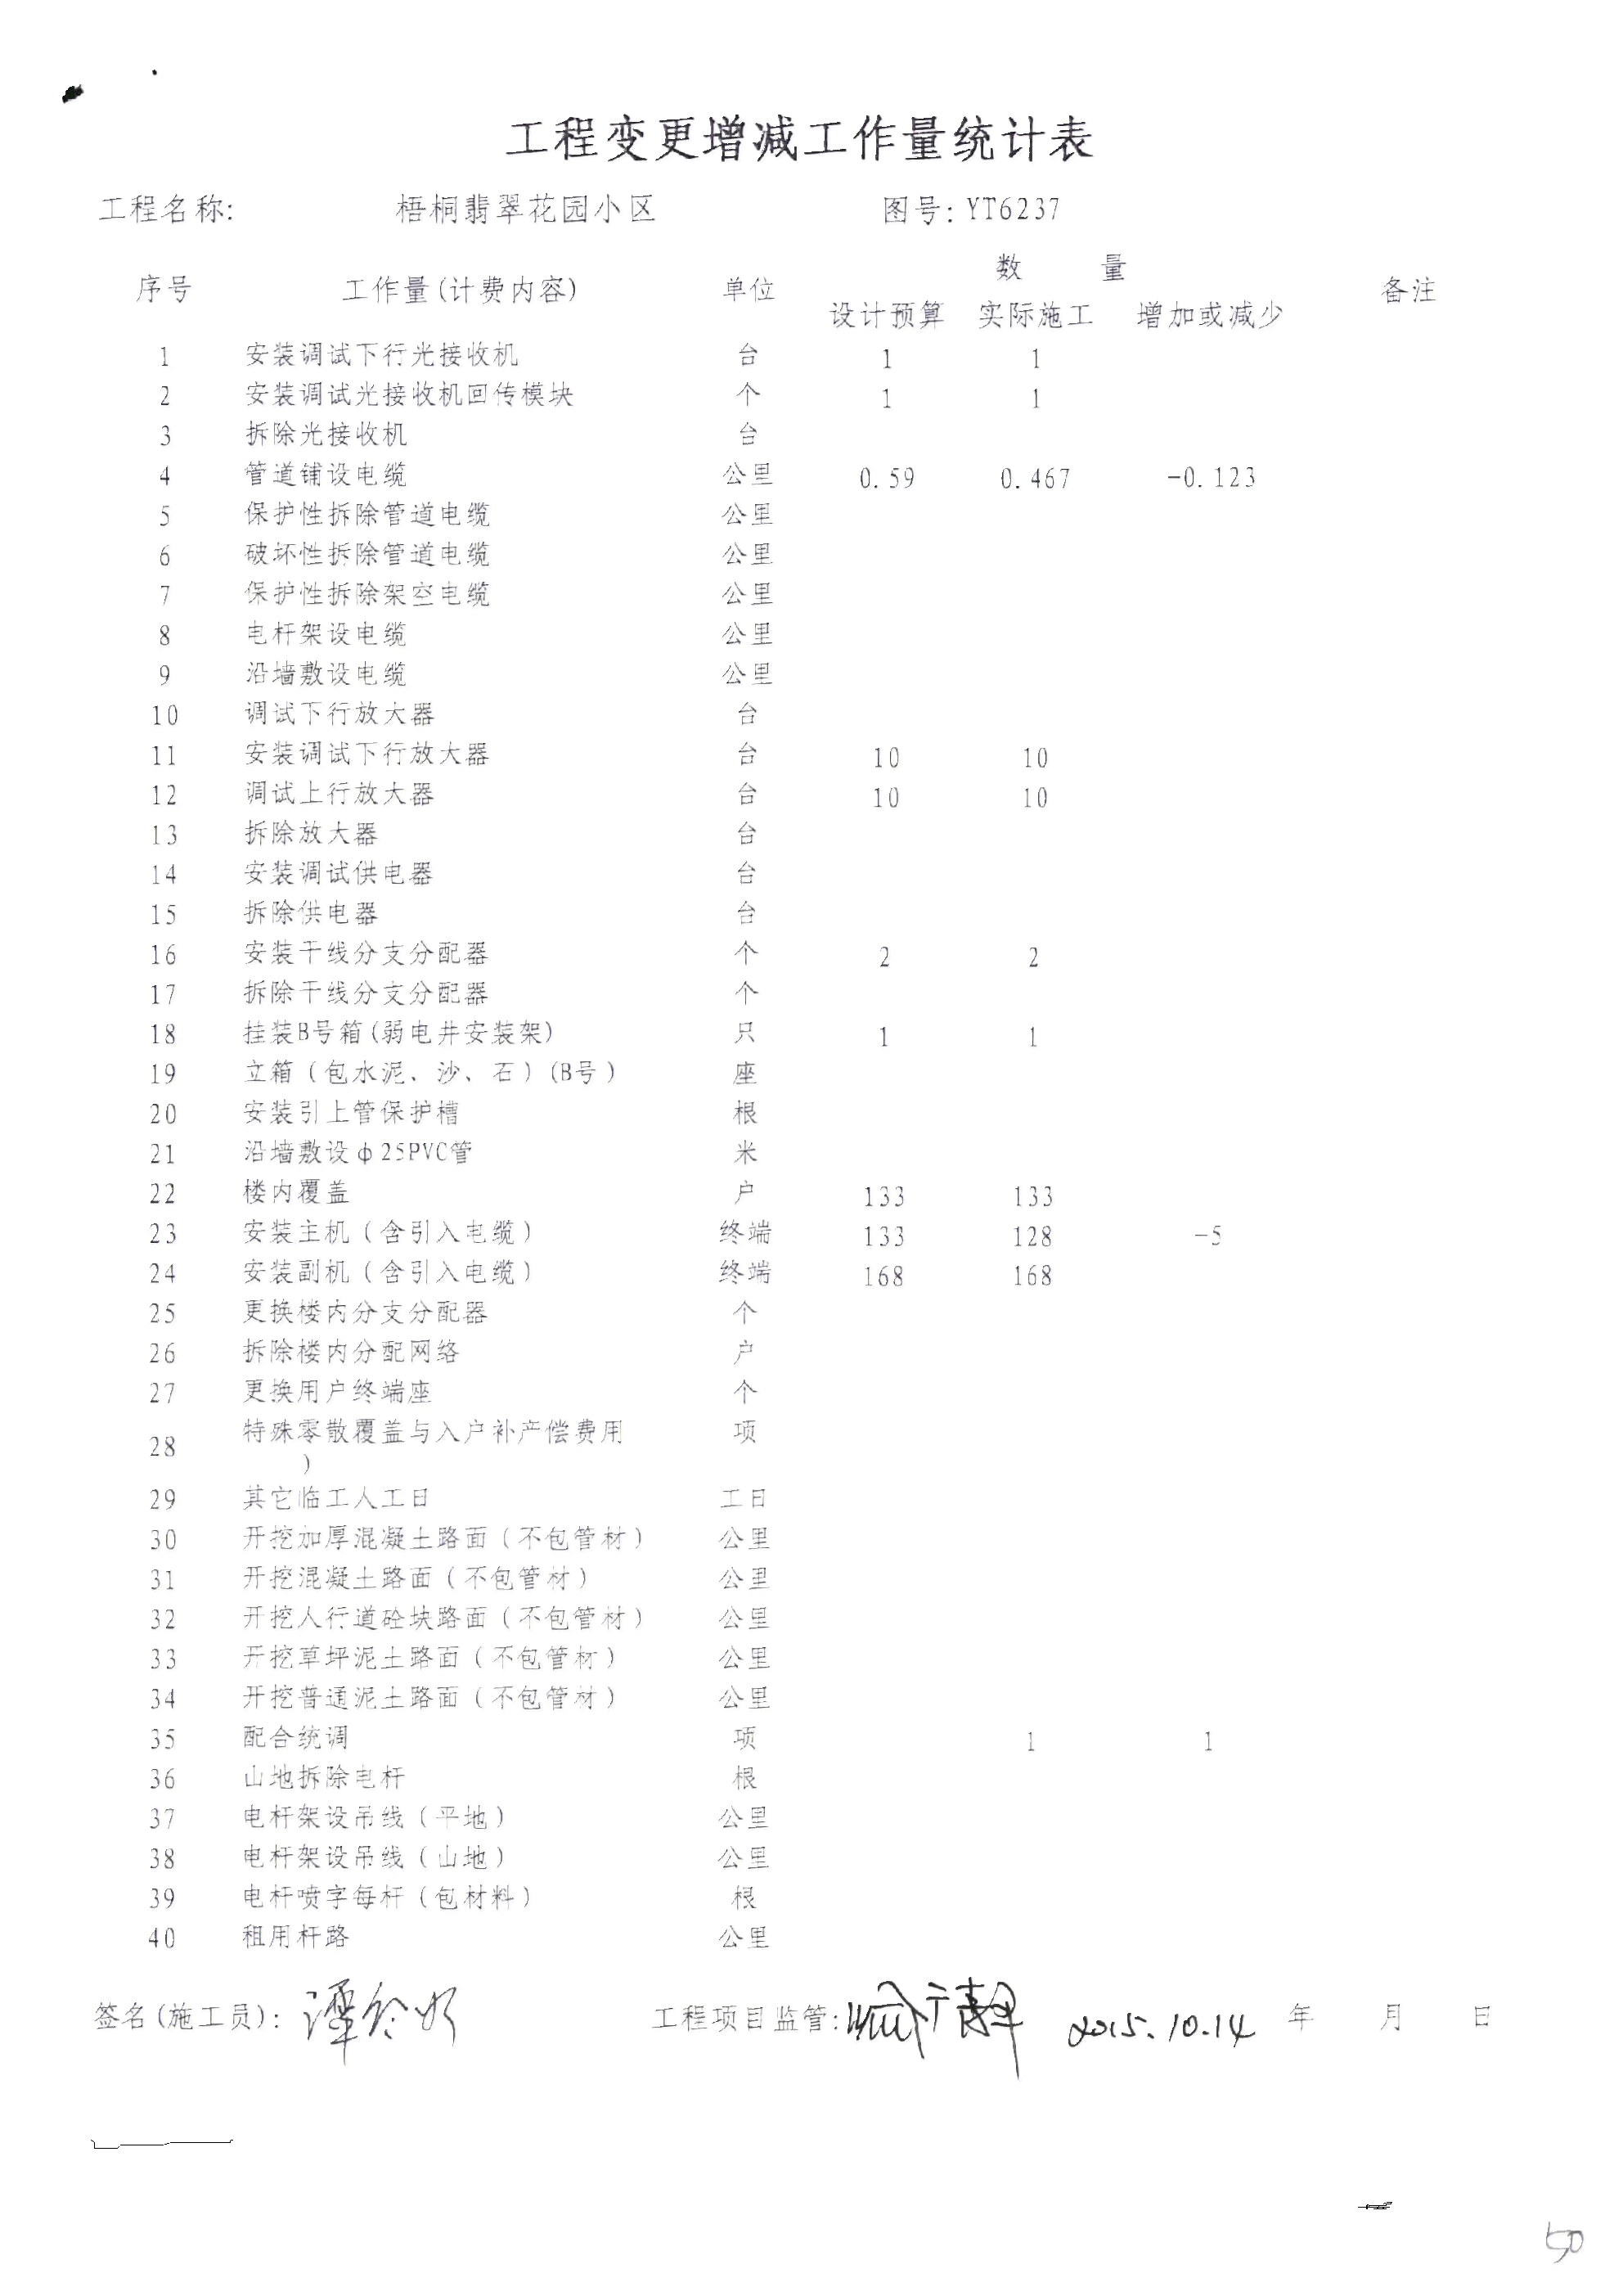 工程变更增减工作量统计表
工程名称: 梧桐翡翠花园小区 图号: YT6237
序号 工作量(计费内容) 单位 数 量 备注
设计预算 实际施工 增加或减少
1 安装调试下行光接收机 台 1 1
2 安装调试光接收机回传模块 个 1 1
3 拆除光接收机 台
4 管道铺设电缆 公里 0.59 0.467 -0.123
5 保护性拆除管道电缆 公里
6 破坏性拆除管道电缆 公里
7 保护性拆除架空电缆 公里
8 电杆架设电缆 公里
9 沿墙敷设电缆 公里
10 调试下行放大器 台
11 安装调试下行放大器 台 10 10
12 调试上行放大器 台 10 10
13 拆除放大器 台
14 安装调试供电器 台
15 拆除供电器 台
16 安装干线分支分配器 个 2 2
17 拆除干线分支分配器 个
18 挂装B号箱(弱电井安装架) 只 1 1
19 立箱(包水泥、沙、石)(B号) 座
20 安装引上管保护槽 根
21 沿墙敷设φ25PVC管 米
22 楼内覆盖 户 133 133
23 安装主机(含引入电缆) 终端 133 128 -5
24 安装副机(含引入电缆) 终端 168 168
25 更换楼内分支分配器 个
26 拆除楼内分配网络 户
27 更换用户终端座 个
28 特殊零散覆盖与入户补产偿费用 项
)
29 其它临工人工日 工日
30 开挖加厚混凝土路面(不包管材) 公里
31 开挖混凝土路面(不包管材) 公里
32 开挖人行道砼块路面(不包管材) 公里
33 开挖草坪泥土路面(不包管材) 公里
34 开挖普通泥土路面(不包管材) 公里
35 配合统调 项 1 1
36 山地拆除电杆 根
37 电杆架设吊线(平地) 公里
38 电杆架设吊线(山地) 公里
39 电杆喷字每杆(包材料) 根
40 租用杆路 公里
签名(施工员): 工程项目监管: 2015.10.14 年 月 日
50